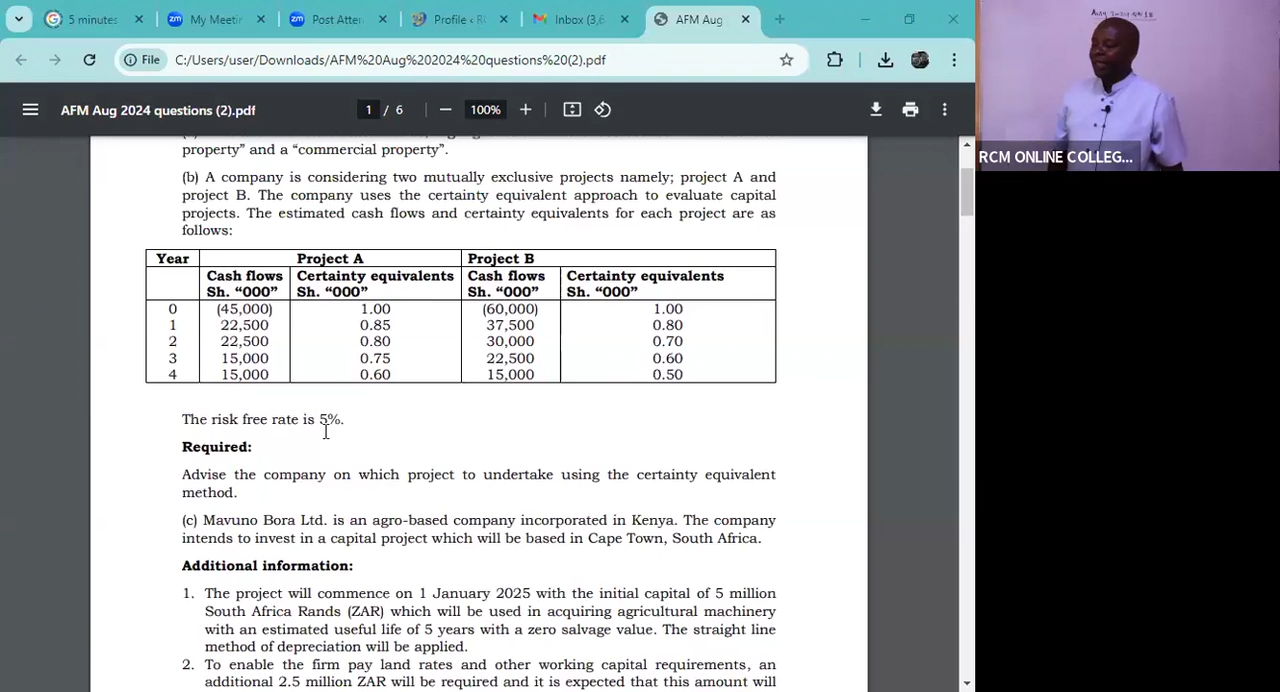 5 minutes
My Meetir
Post Atter
Profile ‹ R
Inbox (3,6
AFM Aug
File
C:/Users/user/Downloads/AFM%20Aug%202024%20questions%20(2).pdf
AFM Aug 2024 questions (2).pdf
1 / 6
100%
property” and a “commercial property”.
(b) A company is considering two mutually exclusive projects namely; project A and
project B. The company uses the certainty equivalent approach to evaluate capital
projects. The estimated cash flows and certainty equivalents for each project are as
follows:
Year Project A Project B
Cash flows Certainty equivalents Cash flows Certainty equivalents
Sh. “000” Sh. “000” Sh. “000” Sh. “000”
0 (45,000) 1.00 (60,000) 1.00
1 22,500 0.85 37,500 0.80
2 22,500 0.80 30,000 0.70
3 15,000 0.75 22,500 0.60
4 15,000 0.60 15,000 0.50
The risk free rate is 5%.
Required:
Advise the company on which project to undertake using the certainty equivalent
method.
(c) Mavuno Bora Ltd. is an agro-based company incorporated in Kenya. The company
intends to invest in a capital project which will be based in Cape Town, South Africa.
Additional information:
1. The project will commence on 1 January 2025 with the initial capital of 5 million
South Africa Rands (ZAR) which will be used in acquiring agricultural machinery
with an estimated useful life of 5 years with a zero salvage value. The straight line
method of depreciation will be applied.
2. To enable the firm pay land rates and other working capital requirements, an
additional 2.5 million ZAR will be required and it is expected that this amount will
RCM ONLINE COLLEG...